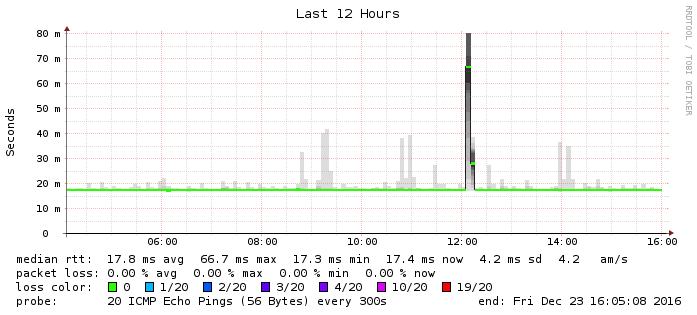 Last 12 Hours
RRDTOOL / TOBI OETIKER
Seconds
80 m
70 m
60 m
50 m
40 m
30 m
20 m
10 m
0
06:00 08:00 10:00 12:00 14:00 16:00
median rtt: 17.8 ms avg 66.7 ms max 17.3 ms min 17.4 ms now 4.2 ms sd 4.2 am/s
packet loss: 0.00 % avg 0.00 % max 0.00 % min 0.00 % now
loss color: 0 1/20 2/20 3/20 4/20 10/20 19/20
probe: 20 ICMP Echo Pings (56 Bytes) every 300s end: Fri Dec 23 16:05:08 2016